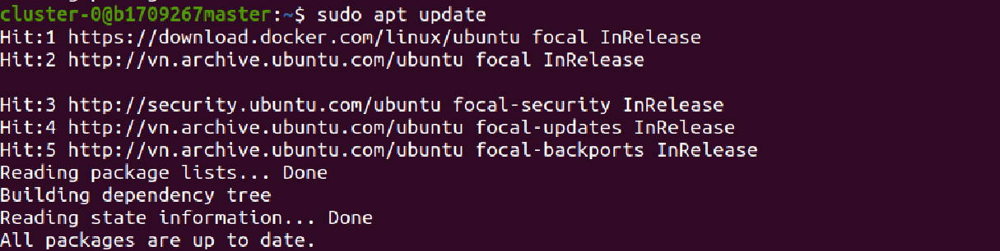 cluster-0@b1709267master:~$ sudo apt update
Hit:1 https://download.docker.com/linux/ubuntu focal InRelease
Hit:2 http://vn.archive.ubuntu.com/ubuntu focal InRelease
Hit:3 http://security.ubuntu.com/ubuntu focal-security InRelease
Hit:4 http://vn.archive.ubuntu.com/ubuntu focal-updates InRelease
Hit:5 http://vn.archive.ubuntu.com/ubuntu focal-backports InRelease
Reading package lists... Done
Building dependency tree
Reading state information... Done
All packages are up to date.